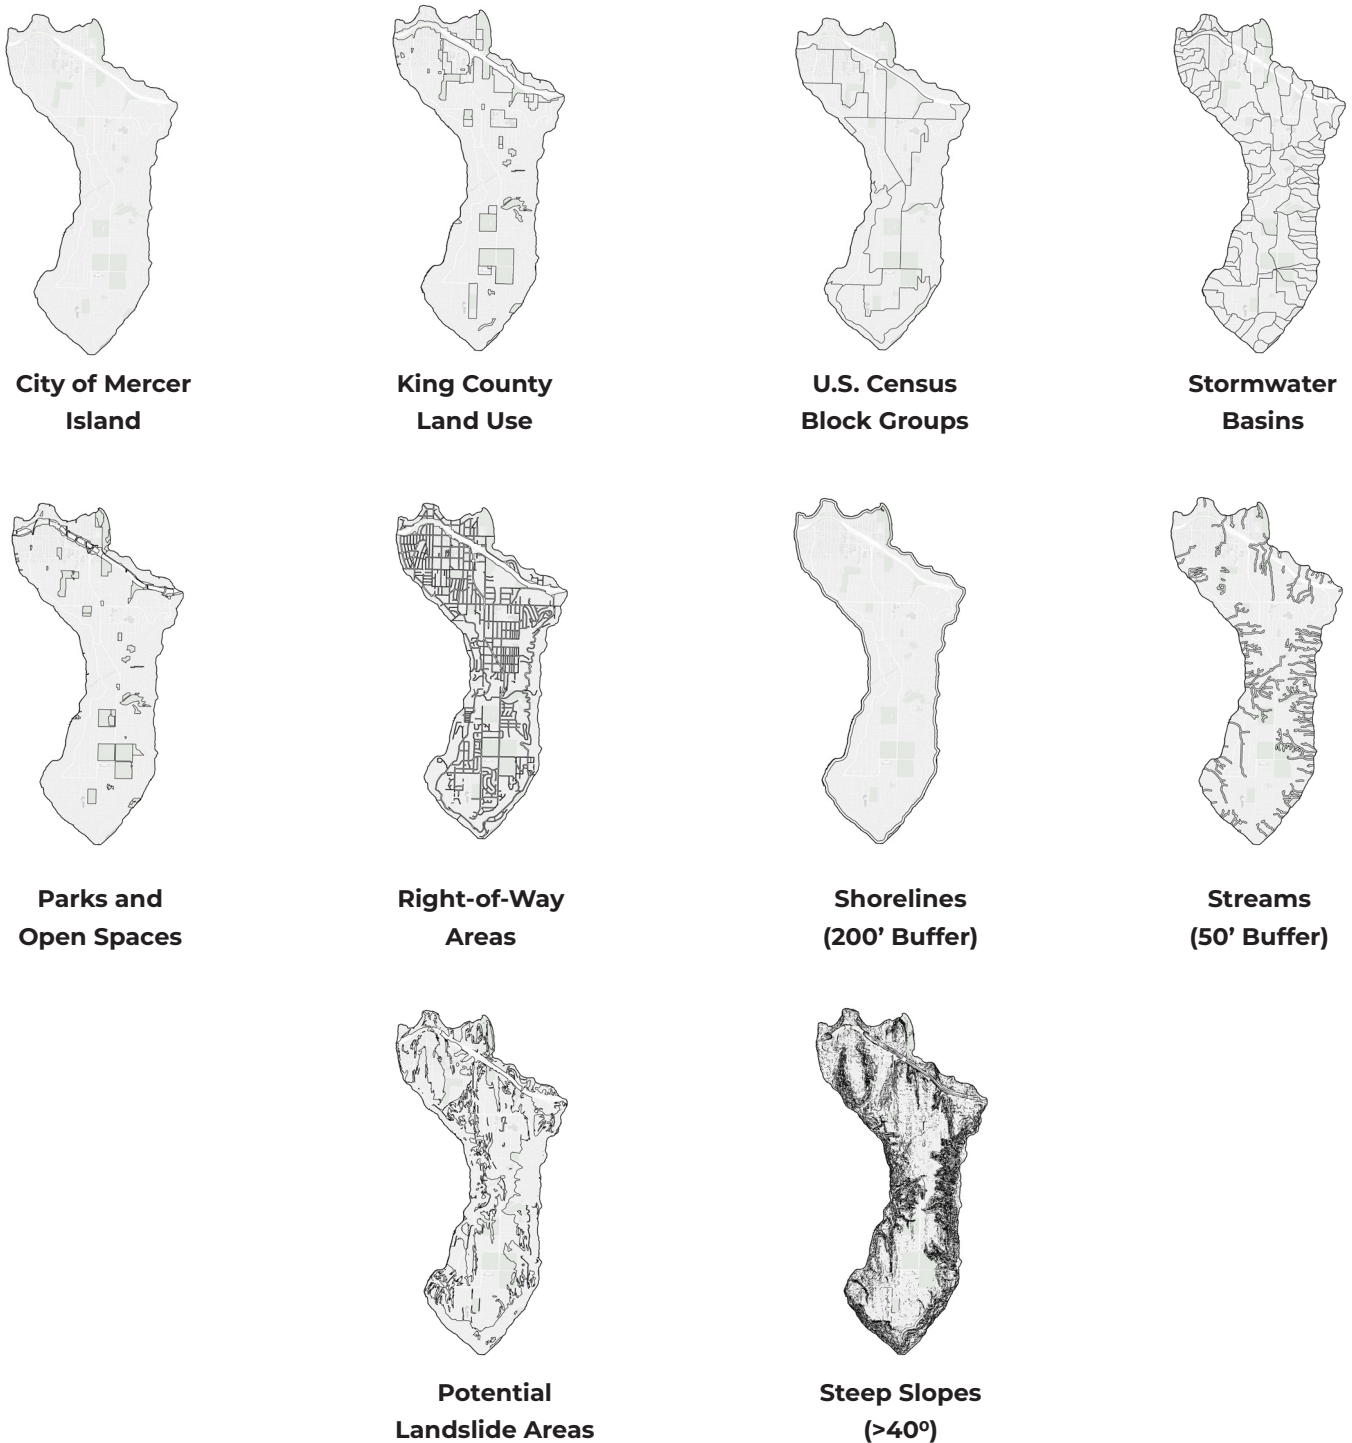 City of Mercer
Island
King County
Land Use
U.S. Census
Block Groups
Stormwater
Basins
Parks and
Open Spaces
Right-of-Way
Areas
Shorelines
(200’ Buffer)
Streams
(50’ Buffer)
Potential
Landslide Areas
Steep Slopes
(>40º)